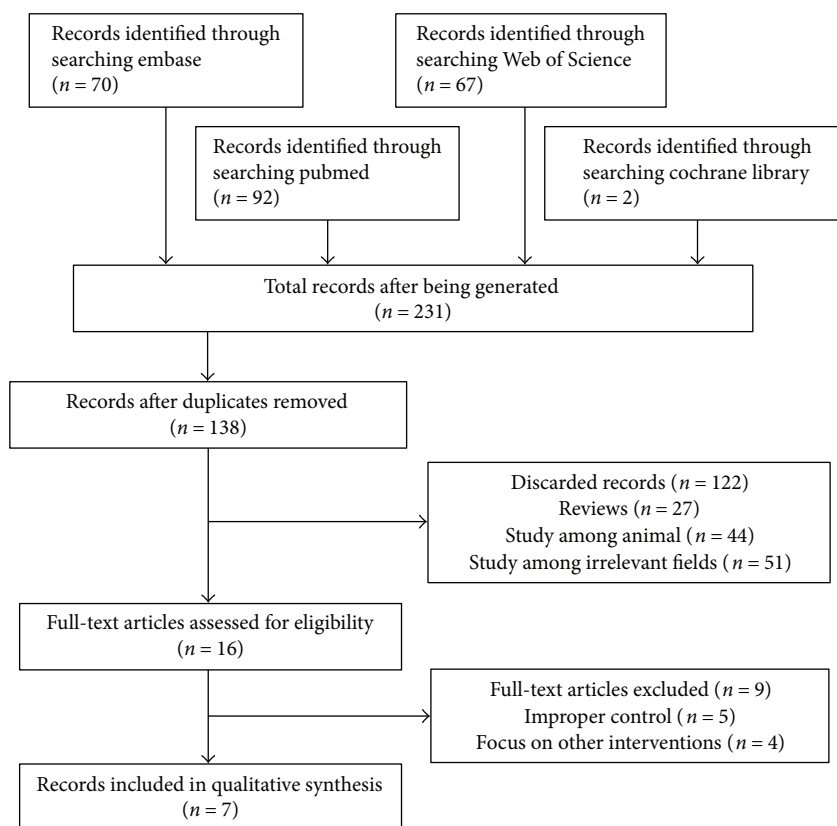 Records identified through
searching embase
(n = 70)
Records identified through
searching Web of Science
(n = 67)
Records identified through
searching pubmed
(n = 92)
Records identified through
searching cochrane library
(n = 2)
Total records after being generated
(n = 231)
Records after duplicates removed
(n = 138)
Discarded records (n = 122)
Reviews (n = 27)
Study among animal (n = 44)
Study among irrelevant fields (n = 51)
Full-text articles assessed for eligibility
(n = 16)
Full-text articles excluded (n = 9)
Improper control (n = 5)
Focus on other interventions (n = 4)
Records included in qualitative synthesis
(n = 7)